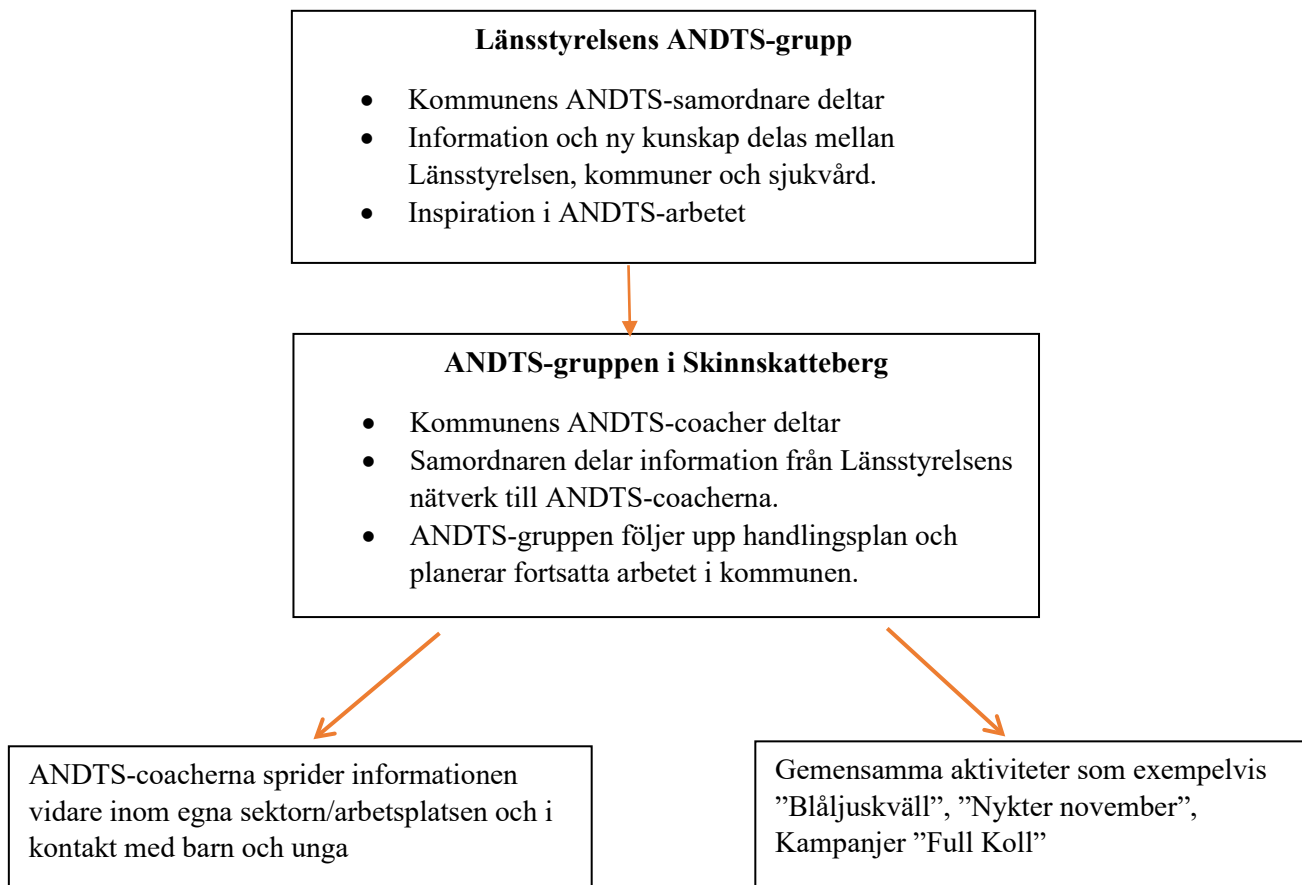 Länsstyrelsens ANDTS-grupp
• Kommunens ANDTS-samordnare deltar
• Information och ny kunskap delas mellan
Länsstyrelsen, kommuner och sjukvård.
• Inspiration i ANDTS-arbetet
ANDTS-gruppen i Skinnskatteberg
• Kommunens ANDTS-coacher deltar
• Samordnaren delar information från Länsstyrelsens
nätverk till ANDTS-coacherna.
• ANDTS-gruppen följer upp handlingsplan och
planerar fortsatta arbetet i kommunen.
ANDTS-coacherna sprider informationen
vidare inom egna sektorn/arbetsplatsen och i
kontakt med barn och unga
Gemensamma aktiviteter som exempelvis
”Blåljuskväll”, ”Nykter november”,
Kampanjer ”Full Koll”